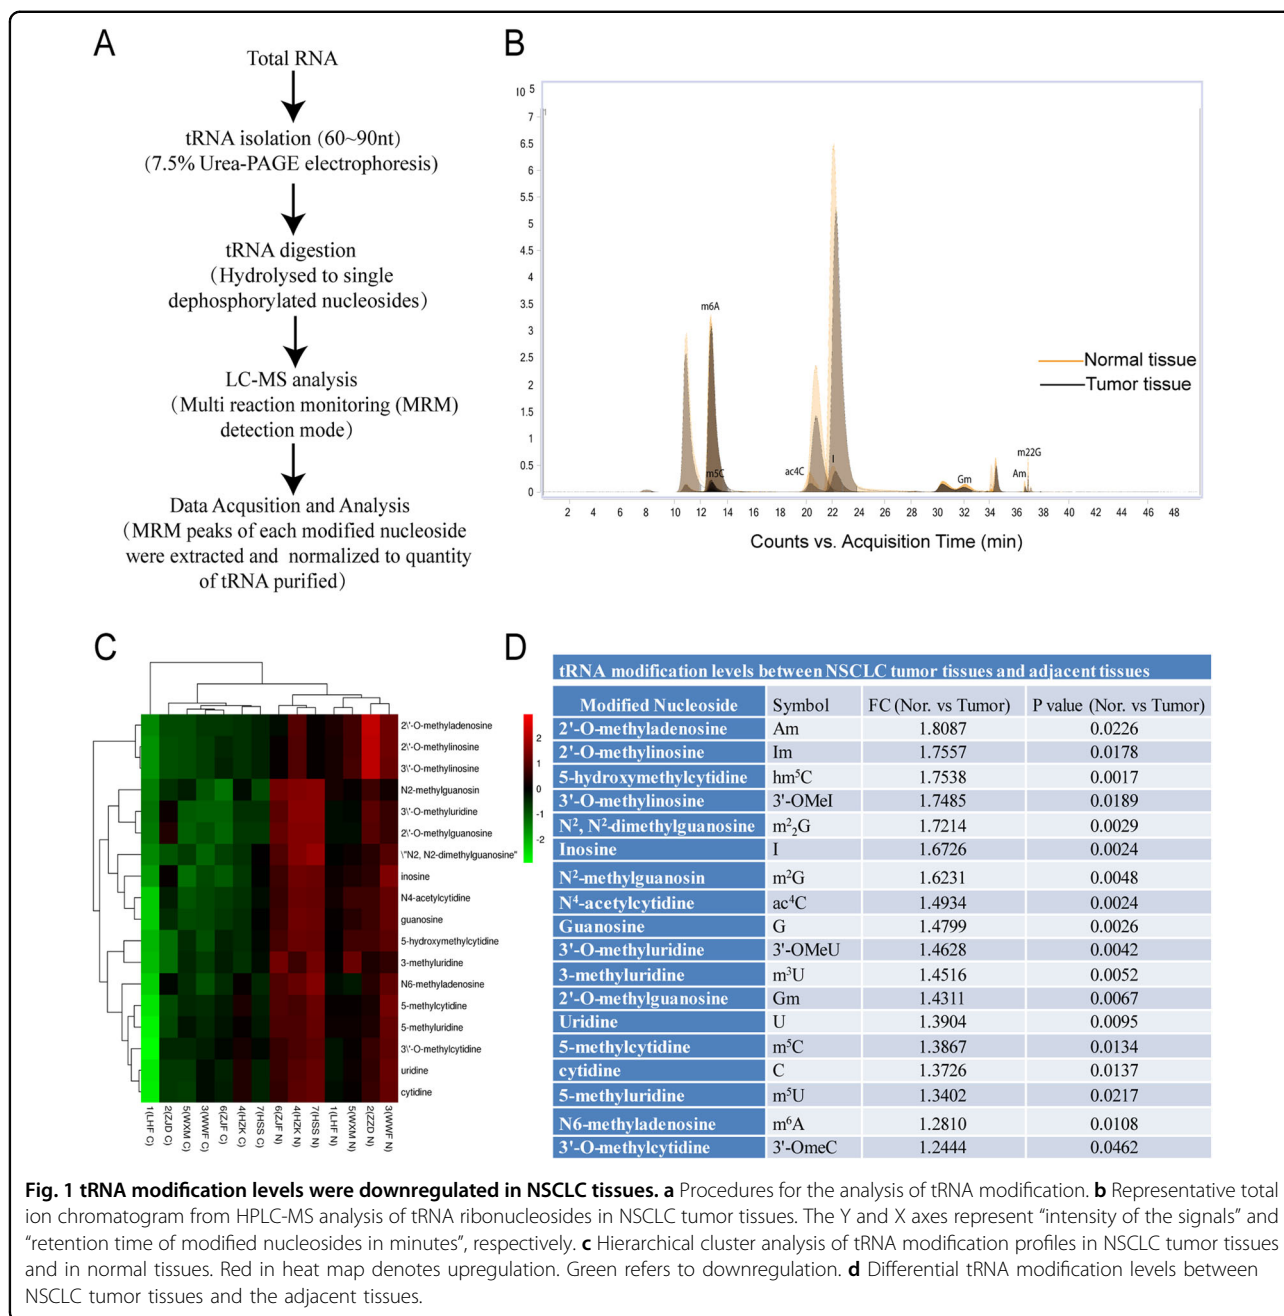 A
Total RNA
tRNA isolation (60~90nt)
(7.5% Urea-PAGE electrophoresis)
tRNA digestion
(Hydrolysed to single
dephosphorylated nucleosides)
LC-MS analysis
(Multi reaction monitoring (MRM)
detection mode)
Data Acqusition and Analysis
(MRM peaks of each modified nucleoside
were extracted and normalized to quantity
of tRNA purified)
B
10 5
7
6.5
6
5.5
5
4.5
4
3.5
3
2.5
2
1.5
1
0.5
0
m6A
m5C
ac4C
I
Gm
Am
m22G
Normal tissue
Tumor tissue
2 4 6 8 10 12 14 16 18 20 22 24 26 28 30 32 34 36 38 40 42 44 46 48
Counts vs. Acquisition Time (min)
C
2\'-O-methyladenosine
2\'-O-methylinosine
3\'-O-methylinosine
N2-methylguanosin
3\'-O-methyluridine
2\'-O-methylguanosine
\"N2, N2-dimethylguanosine"
inosine
N4-acetylcytidine
guanosine
5-hydroxymethylcytidine
3-methyluridine
N6-methyladenosine
5-methylcytidine
5-methyluridine
3\'-O-methylcytidine
uridine
cytidine
2
1
0
-1
-2
1(LHF C)
2(ZJD C)
5(WXM C)
3(WWF C)
6(ZJF C)
4(HZK C)
7(HSS C)
6(ZJF N)
4(HZK N)
7(HSS N)
1(LHF N)
5(WXM N)
2(ZZD N)
3(WWF N)
D
tRNA modification levels between NSCLC tumor tissues and adjacent tissues
Modified Nucleoside Symbol FC (Nor. vs Tumor) P value (Nor. vs Tumor)
2'-O-methyladenosine Am 1.8087 0.0226
2'-O-methylinosine Im 1.7557 0.0178
5-hydroxymethylcytidine hm⁵C 1.7538 0.0017
3'-O-methylinosine 3'-OMeI 1.7485 0.0189
N², N²-dimethylguanosine m²₂G 1.7214 0.0029
Inosine I 1.6726 0.0024
N²-methylguanosin m²G 1.6231 0.0048
N⁴-acetylcytidine ac⁴C 1.4934 0.0024
Guanosine G 1.4799 0.0026
3'-O-methyluridine 3'-OMeU 1.4628 0.0042
3-methyluridine m³U 1.4516 0.0052
2'-O-methylguanosine Gm 1.4311 0.0067
Uridine U 1.3904 0.0095
5-methylcytidine m⁵C 1.3867 0.0134
cytidine C 1.3726 0.0137
5-methyluridine m⁵U 1.3402 0.0217
N6-methyladenosine m⁶A 1.2810 0.0108
3'-O-methylcytidine 3'-OmeC 1.2444 0.0462
Fig. 1 tRNA modification levels were downregulated in NSCLC tissues. a Procedures for the analysis of tRNA modification. b Representative total
ion chromatogram from HPLC-MS analysis of tRNA ribonucleosides in NSCLC tumor tissues. The Y and X axes represent “intensity of the signals” and
“retention time of modified nucleosides in minutes”, respectively. c Hierarchical cluster analysis of tRNA modification profiles in NSCLC tumor tissues
and in normal tissues. Red in heat map denotes upregulation. Green refers to downregulation. d Differential tRNA modification levels between
NSCLC tumor tissues and the adjacent tissues.